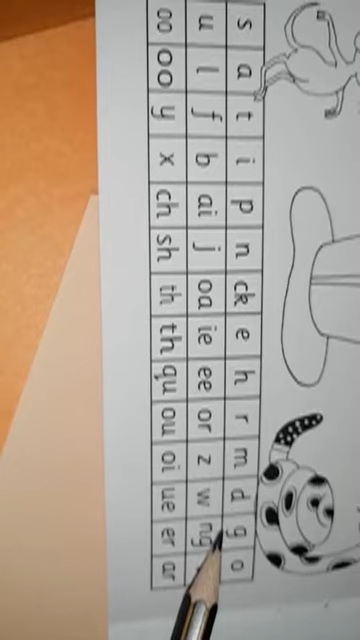 s a t i p n ck e h r m d g o
u l f b ai j oa ie ee or z w ng
oo oo y x ch sh th th qu ou oi ue er ar